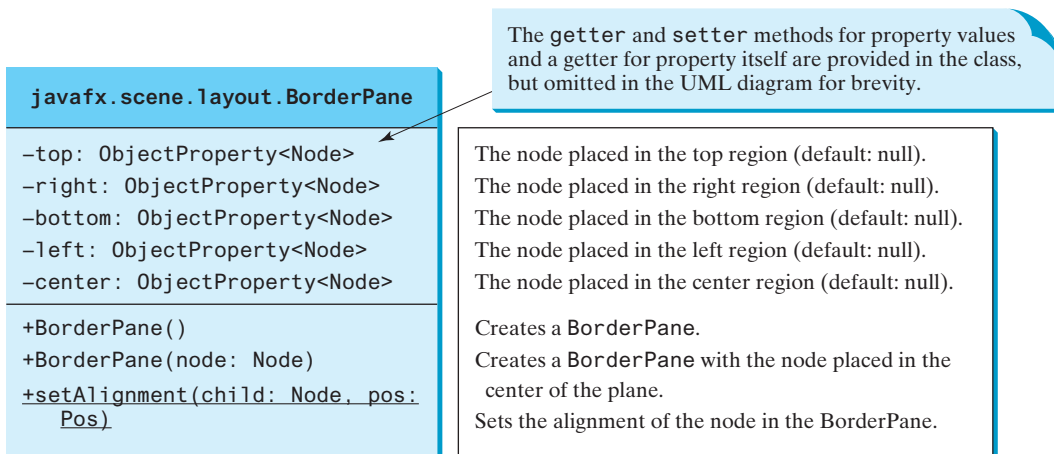 The getter and setter methods for property values
and a getter for property itself are provided in the class,
but omitted in the UML diagram for brevity.
javafx.scene.layout.BorderPane
–top: ObjectProperty<Node>
–right: ObjectProperty<Node>
–bottom: ObjectProperty<Node>
–left: ObjectProperty<Node>
–center: ObjectProperty<Node>
+BorderPane()
+BorderPane(node: Node)
+setAlignment(child: Node, pos:
Pos)
The node placed in the top region (default: null).
The node placed in the right region (default: null).
The node placed in the bottom region (default: null).
The node placed in the left region (default: null).
The node placed in the center region (default: null).
Creates a BorderPane.
Creates a BorderPane with the node placed in the
center of the plane.
Sets the alignment of the node in the BorderPane.